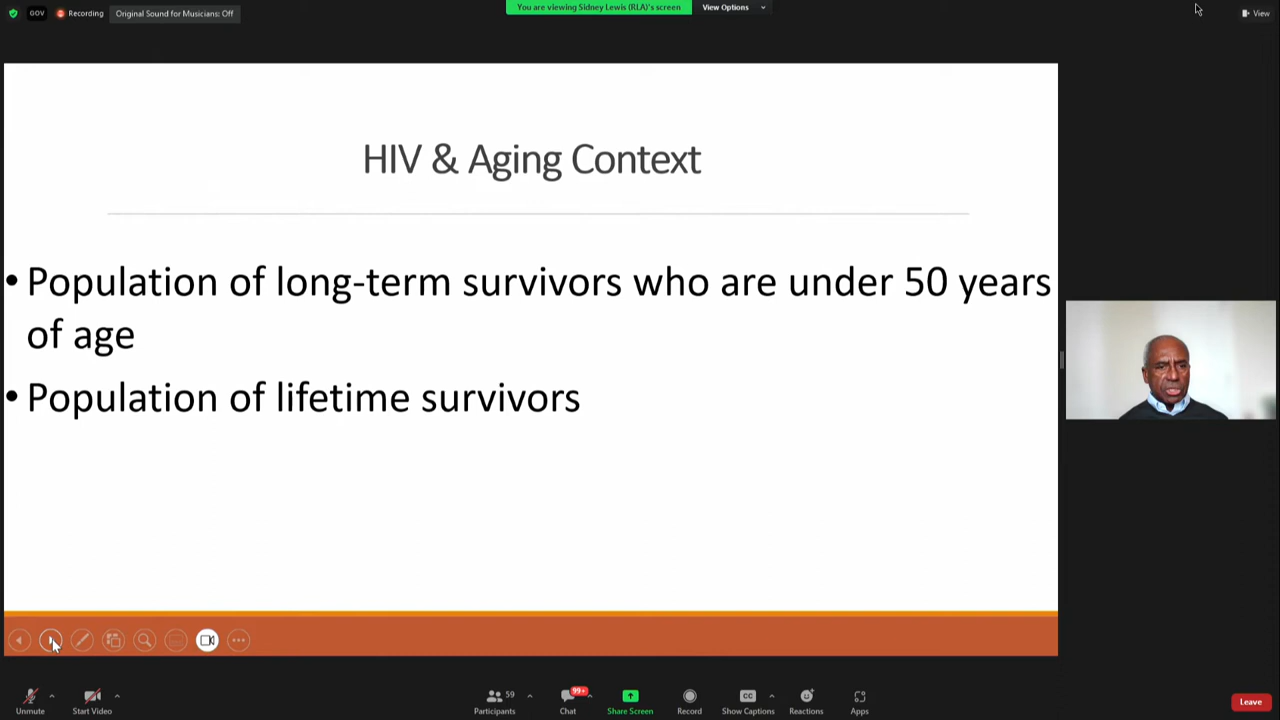 GOV
Recording
Original Sound for Musicians: Off
You are viewing Sidney Lewis (RLA)'s screen
View Options
View
HIV & Aging Context
• Population of long-term survivors who are under 50 years
of age
• Population of lifetime survivors
Unmute
Start Video
59
Participants
99+
Chat
Share Screen
Record
CC
Show Captions
Reactions
Apps
Leave